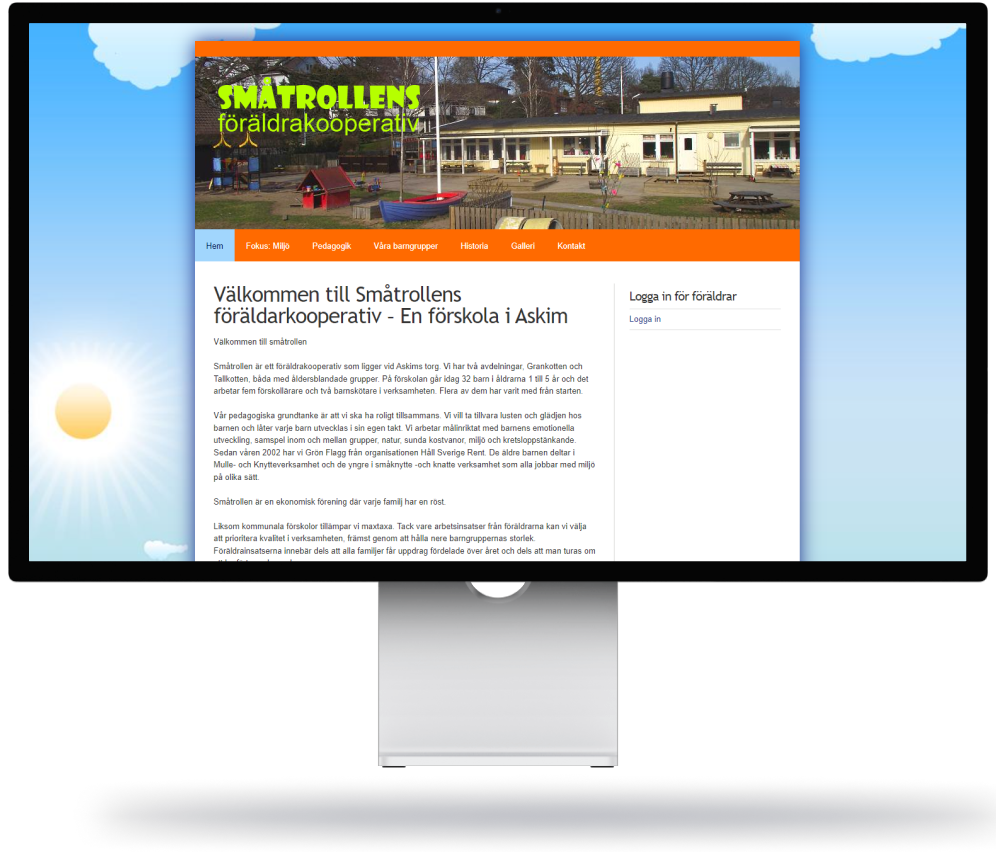 SMÅTROLLENS
föräldrakooperativ
Hem Fokus: Miljö Pedagogik Våra barngrupper Historia Galleri Kontakt
Välkommen till Småtrollens
föräldarkooperativ - En förskola i Askim
Välkommen till småtrollen
Småtrollen är ett föräldrakooperativ som ligger vid Askims torg. Vi har två avdelningar, Grankotten och
Tallkotten, båda med åldersblandade grupper. På förskolan går idag 32 barn i åldrarna 1 till 5 år och det
arbetar fem förskollärare och två barnskötare i verksamheten. Flera av dem har varit med från starten.
Vår pedagogiska grundtanke är att vi ska ha roligt tillsammans. Vi vill ta tillvara lusten och glädjen hos
barnen och låter varje barn utvecklas i sin egen takt. Vi arbetar målinriktat med barnens emotionella
utveckling, samspel inom och mellan grupper, natur, sunda kostvanor, miljö och kretsloppstänkande.
Sedan våren 2002 har vi Grön Flagg från organisationen Håll Sverige Rent. De äldre barnen deltar i
Mulle- och Knytteverksamhet och de yngre i småknytte -och knatte verksamhet som alla jobbar med miljö
på olika sätt.
Småtrollen är en ekonomisk förening där varje familj har en röst.
Liksom kommunala förskolor tillämpar vi maxtaxa. Tack vare arbetsinsatser från föräldrarna kan vi välja
att prioritera kvalitet i verksamheten, främst genom att hålla nere barngruppernas storlek.
Föräldrainsatserna innebär dels att alla familjer får uppdrag fördelade över året och dels att man turas om
Logga in för föräldrar
Logga in